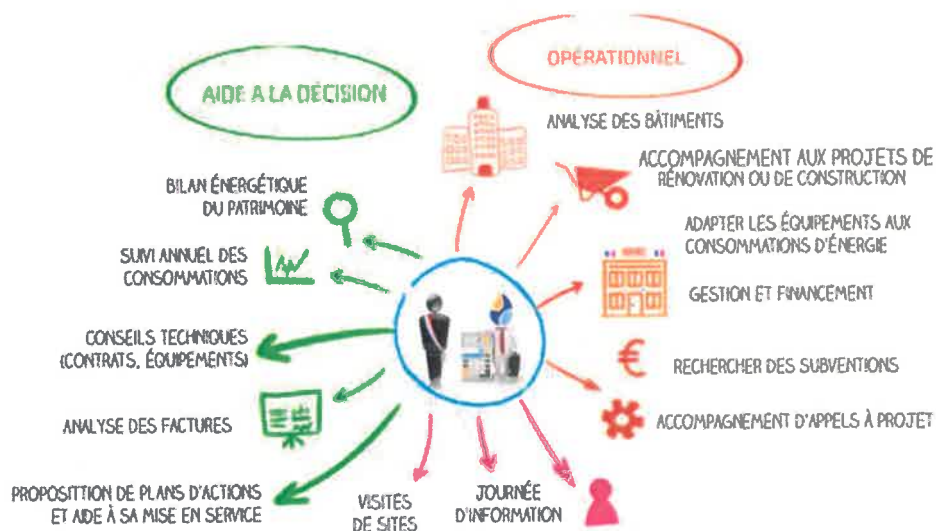 AIDE A LA DÉCISION
BILAN ÉNERGÉTIQUE
DU PATRIMOINE
SUIVI ANNUEL DES
CONSOMMATIONS
CONSEILS TECHNIQUES
(CONTRATS, ÉQUIPEMENTS)
ANALYSE DES FACTURES
PROPOSITTION DE PLANS D'ACTIONS
ET AIDE À SA MISE EN SERVICE
OPÉRATIONNEL
ANALYSE DES BÂTIMENTS
ACCOMPAGNEMENT AUX PROJETS DE
RÉNOVATION OU DE CONSTRUCTION
ADAPTER LES ÉQUIPEMENTS AUX
CONSOMMATIONS D'ÉNERGIE
GESTION ET FINANCEMENT
€
RECHERCHER DES SUBVENTIONS
ACCOMPAGNEMENT D'APPELS À PROJET
VISITES
DE SITES
JOURNÉE
D'INFORMATION